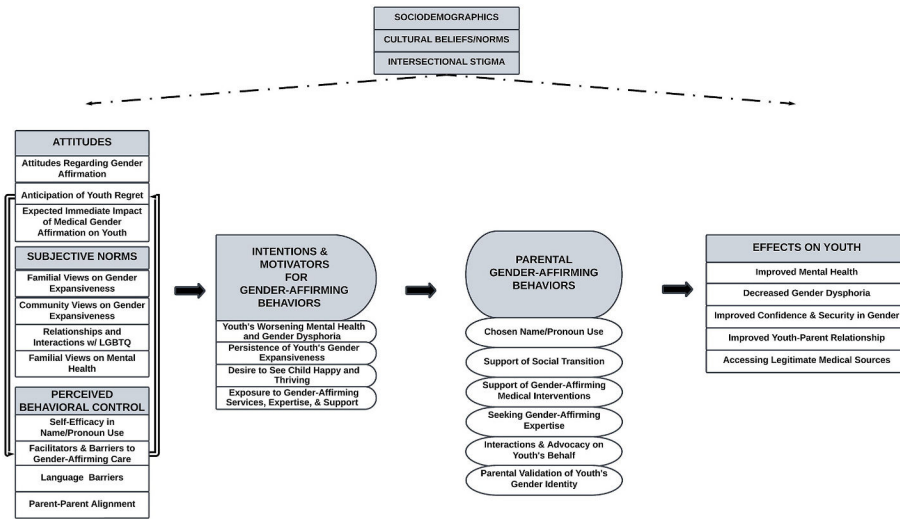 SOCIODEMOGRAPHICS
CULTURAL BELIEFS/NORMS
INTERSECTIONAL STIGMA
ATTITUDES
Attitudes Regarding Gender
Affirmation
Anticipation of Youth Regret
Expected Immediate Impact
of Medical Gender
Affirmation on Youth
SUBJECTIVE NORMS
Familial Views on Gender
Expansiveness
Community Views on Gender
Expansiveness
Relationships and
Interactions w/ LGBTQ
Familial Views on Mental
Health
PERCEIVED
BEHAVIORAL CONTROL
Self-Efficacy in
Name/Pronoun Use
Facilitators & Barriers to
Gender-Affirming Care
Language Barriers
Parent-Parent Alignment
INTENTIONS &
MOTIVATORS
FOR
GENDER-AFFIRMING
BEHAVIORS
Youth's Worsening Mental Health
and Gender Dysphoria
Persistence of Youth's Gender
Expansiveness
Desire to See Child Happy and
Thriving
Exposure to Gender-Affirming
Services, Expertise, & Support
PARENTAL
GENDER-AFFIRMING
BEHAVIORS
Chosen Name/Pronoun Use
Support of Social Transition
Support of Gender-Affirming
Medical Interventions
Seeking Gender-Affirming
Expertise
Interactions & Advocacy on
Youth's Behalf
Parental Validation of Youth's
Gender Identity
EFFECTS ON YOUTH
Improved Mental Health
Decreased Gender Dysphoria
Improved Confidence & Security in Gender
Improved Youth-Parent Relationship
Accessing Legitimate Medical Sources